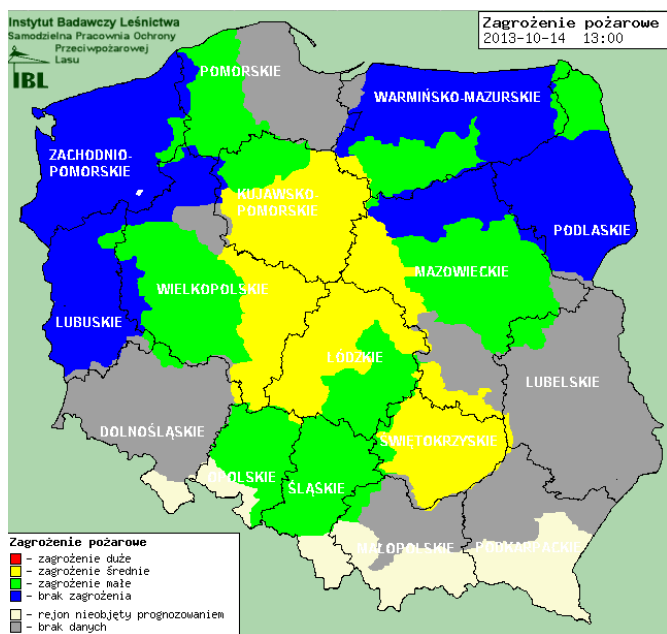 Instytut Badawczy Leśnictwa
Samodzielna Pracownia Ochrony
Przeciwpożarowej
Lasu
IBL
Zagrożenie pożarowe
2013-10-14 13:00
POMORSKIE
WARMIŃSKO-MAZURSKIE
ZACHODNIO-
POMORSKIE
KUJAWSKO-
POMORSKIE
PODLASKIE
MAZOWIECKIE
WIELKOPOLSKIE
LUBUSKIE
ŁÓDZKIE
LUBELSKIE
DOLNOŚLĄSKIE
ŚWIĘTOKRZYSKIE
OPOLSKIE
ŚLĄSKIE
MAŁOPOLSKIE
PODKARPACKIE
Zagrożenie pożarowe
– zagrożenie duże
– zagrożenie średnie
– zagrożenie małe
– brak zagrożenia
– rejon nieobjęty prognozowaniem
– brak danych